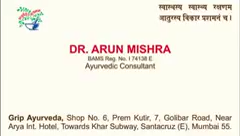 स्वास्थस्य स्वास्थ्य रक्षणम
आतुरस्य विकार प्रशमनं च।
DR. ARUN MISHRA
BAMS Reg. No. I 74138 E
Ayurvedic Consultant
Grip Ayurveda, Shop No. 6, Prem Kutir, 7, Golibar Road, Near
Arya Int. Hotel, Towards Khar Subway, Santacruz (E), Mumbai 55.